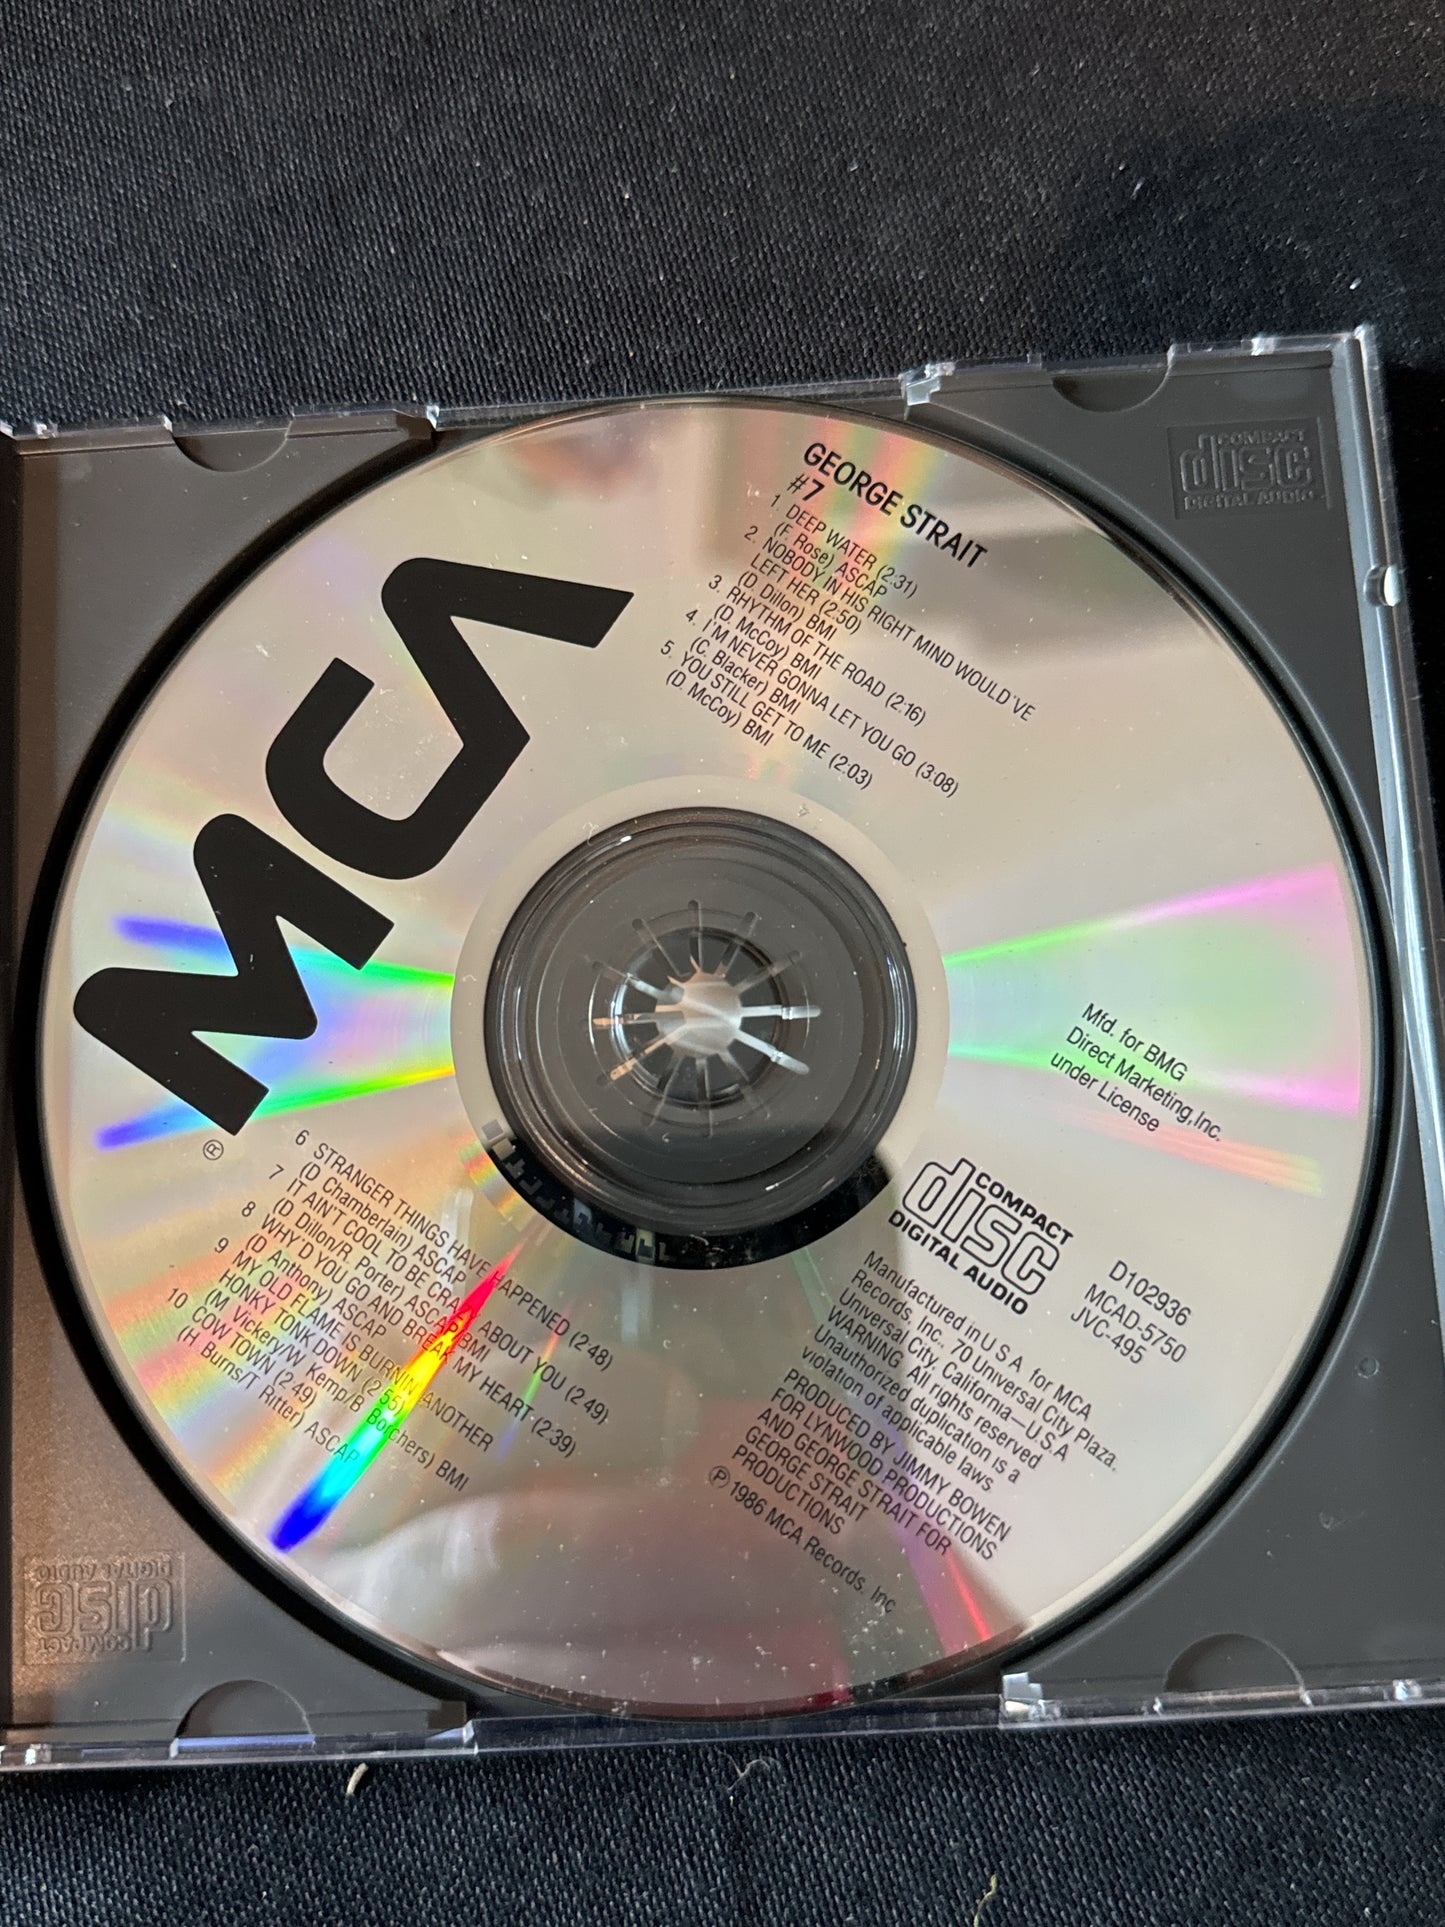 GEORGE STRAIT
#7
1. DEEP WATER (2:31)
(F. Rose) ASCAP
2. NOBODY IN HIS RIGHT MIND WOULD'VE
LEFT HER (2:50)
(D. Dillon) BMI
3. RHYTHM OF THE ROAD (2:16)
(D. McCoy) BMI
4. I'M NEVER GONNA LET YOU GO (3:08)
(C. Blacker) BMI
5. YOU STILL GET TO ME (2:03)
(D. McCoy) BMI
MCA
®
Mfd. for BMG
Direct Marketing,Inc.
under License
6 STRANGER THINGS HAVE HAPPENED (2:48)
(D Chamberlain) ASCAP
7 IT AIN'T COOL TO BE CRAZY ABOUT YOU (2:49)
(D. Dillon/R. Porter) ASCAP/BMI
8 WHY'D YOU GO AND BREAK MY HEART (2:39)
(D Anthony) ASCAP
9 MY OLD FLAME IS BURNIN' ANOTHER
HONKY TONK DOWN (2:55)
(M Vickery/W Kemp/B Borchers) BMI
10 COW TOWN (2:49)
(H Burns/T Ritter) ASCAP
COMPACT
disc
DIGITAL AUDIO
D102936
MCAD-5750
JVC-495
Manufactured in U S A for MCA
Records, Inc., 70 Universal City Plaza,
Universal City, California—U.S.A
WARNING All rights reserved
Unauthorized duplication is a
violation of applicable laws
PRODUCED BY JIMMY BOWEN
FOR LYNWOOD PRODUCTIONS
AND GEORGE STRAIT FOR
GEORGE STRAIT
PRODUCTIONS
℗ 1986 MCA Records, Inc
COMPACT
disc
DIGITAL AUDIO
COMPACT
disc
DIGITAL AUDIO